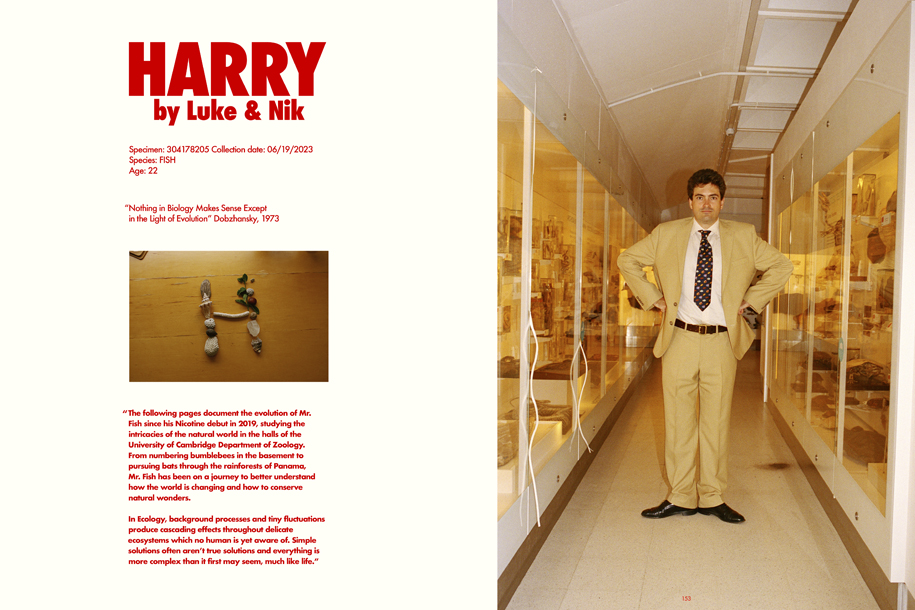 HARRY
by Luke & Nik
Specimen: 304178205 Collection date: 06/19/2023
Species: FISH
Age: 22
“Nothing in Biology Makes Sense Except
in the Light of Evolution” Dobzhansky, 1973
“The following pages document the evolution of Mr.
Fish since his Nicotine debut in 2019, studying the
intricacies of the natural world in the halls of the
University of Cambridge Department of Zoology.
From numbering bumblebees in the basement to
pursuing bats through the rainforests of Panama,
Mr. Fish has been on a journey to better understand
how the world is changing and how to conserve
natural wonders.
In Ecology, background processes and tiny fluctuations
produce cascading effects throughout delicate
ecosystems which no human is yet aware of. Simple
solutions often aren’t true solutions and everything is
more complex than it first may seem, much like life.”
153